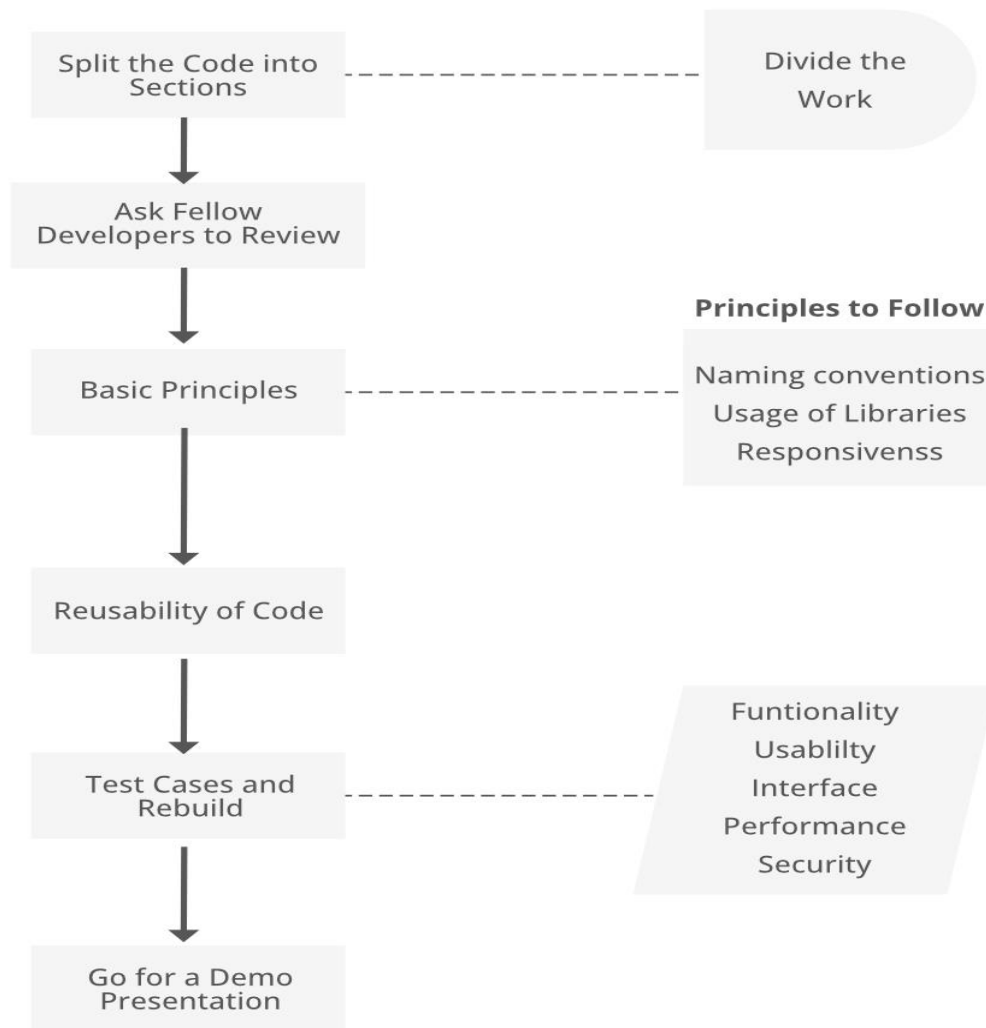 Split the Code into
Sections
Divide the
Work
Ask Fellow
Developers to Review
Basic Principles
Principles to Follow
Naming conventions
Usage of Libraries
Responsivenss
Reusability of Code
Test Cases and
Rebuild
Funtionality
Usablilty
Interface
Performance
Security
Go for a Demo
Presentation